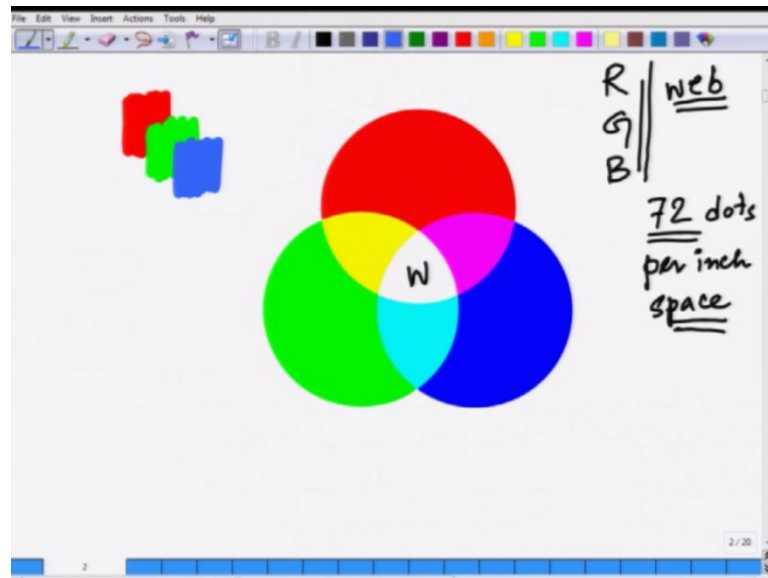 File Edit View Insert Actions Tools Help
B I
R
G
B
web
72 dots
per inch
space
W
2 / 20
2